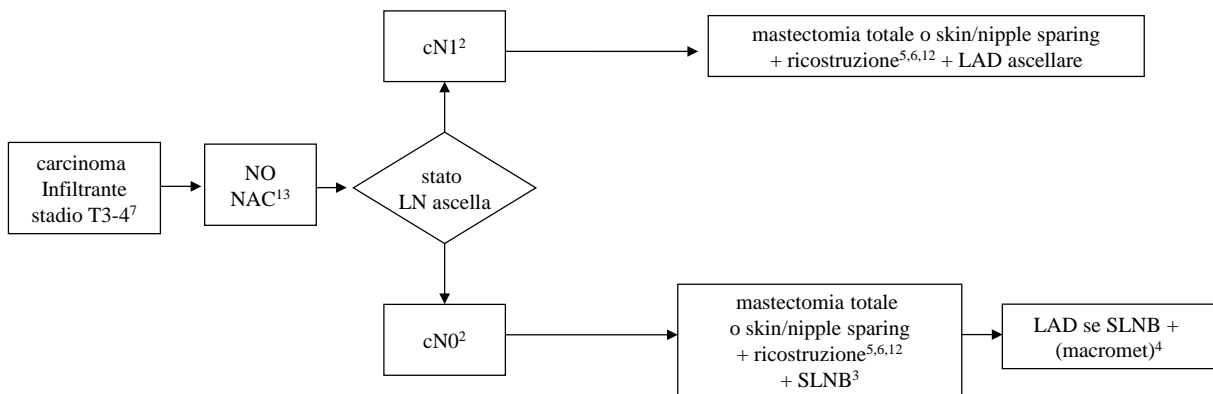 cN1²
mastectomia totale o skin/nipple sparing
+ ricostruzione⁵,⁶,¹² + LAD ascellare
carcinoma
Infiltrante
stadio T3-4⁷
NO
NAC¹³
stato
LN ascella
cN0²
mastectomia totale
o skin/nipple sparing
+ ricostruzione⁵,⁶,¹²
+ SLNB³
LAD se SLNB +
(macromet)⁴